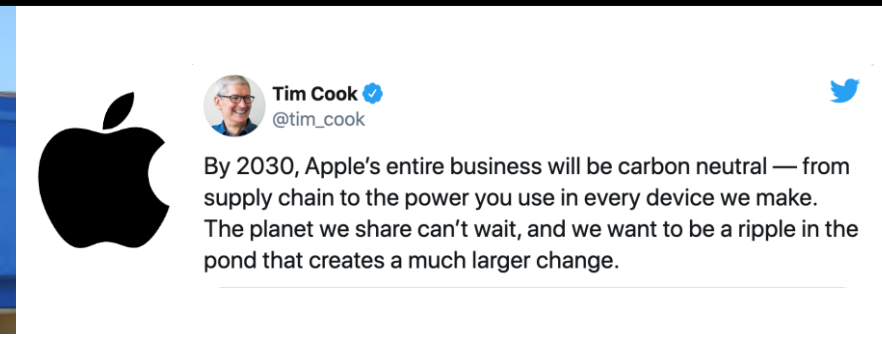 Tim Cook
@tim_cook
By 2030, Apple’s entire business will be carbon neutral — from
supply chain to the power you use in every device we make.
The planet we share can’t wait, and we want to be a ripple in the
pond that creates a much larger change.